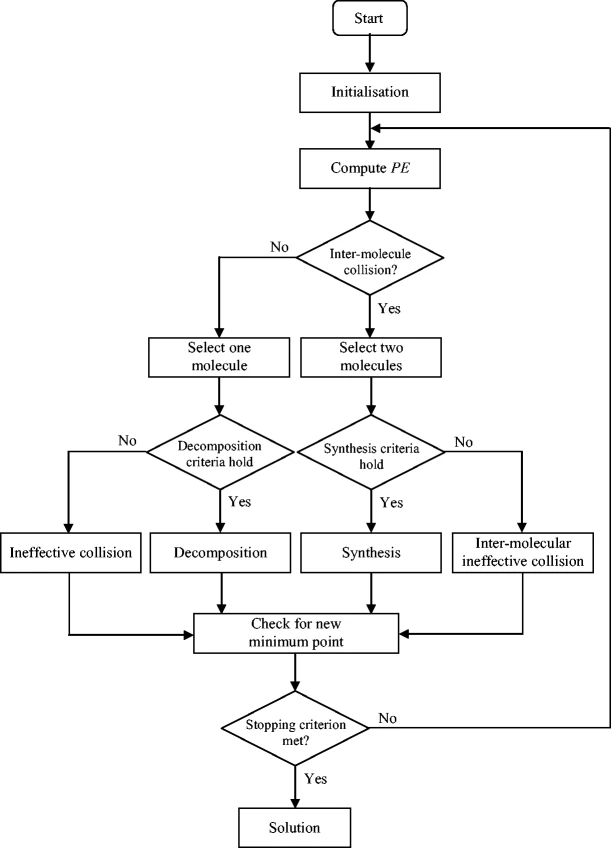 Start
Initialisation
Compute PE
No
Inter-molecule
collision?
Yes
Select one
molecule
Select two
molecules
No
Decomposition
criteria hold
Synthesis criteria
hold
No
Yes
Yes
Ineffective collision
Decomposition
Synthesis
Inter-molecular
ineffective collision
Check for new
minimum point
Stopping criterion
met?
No
Yes
Solution